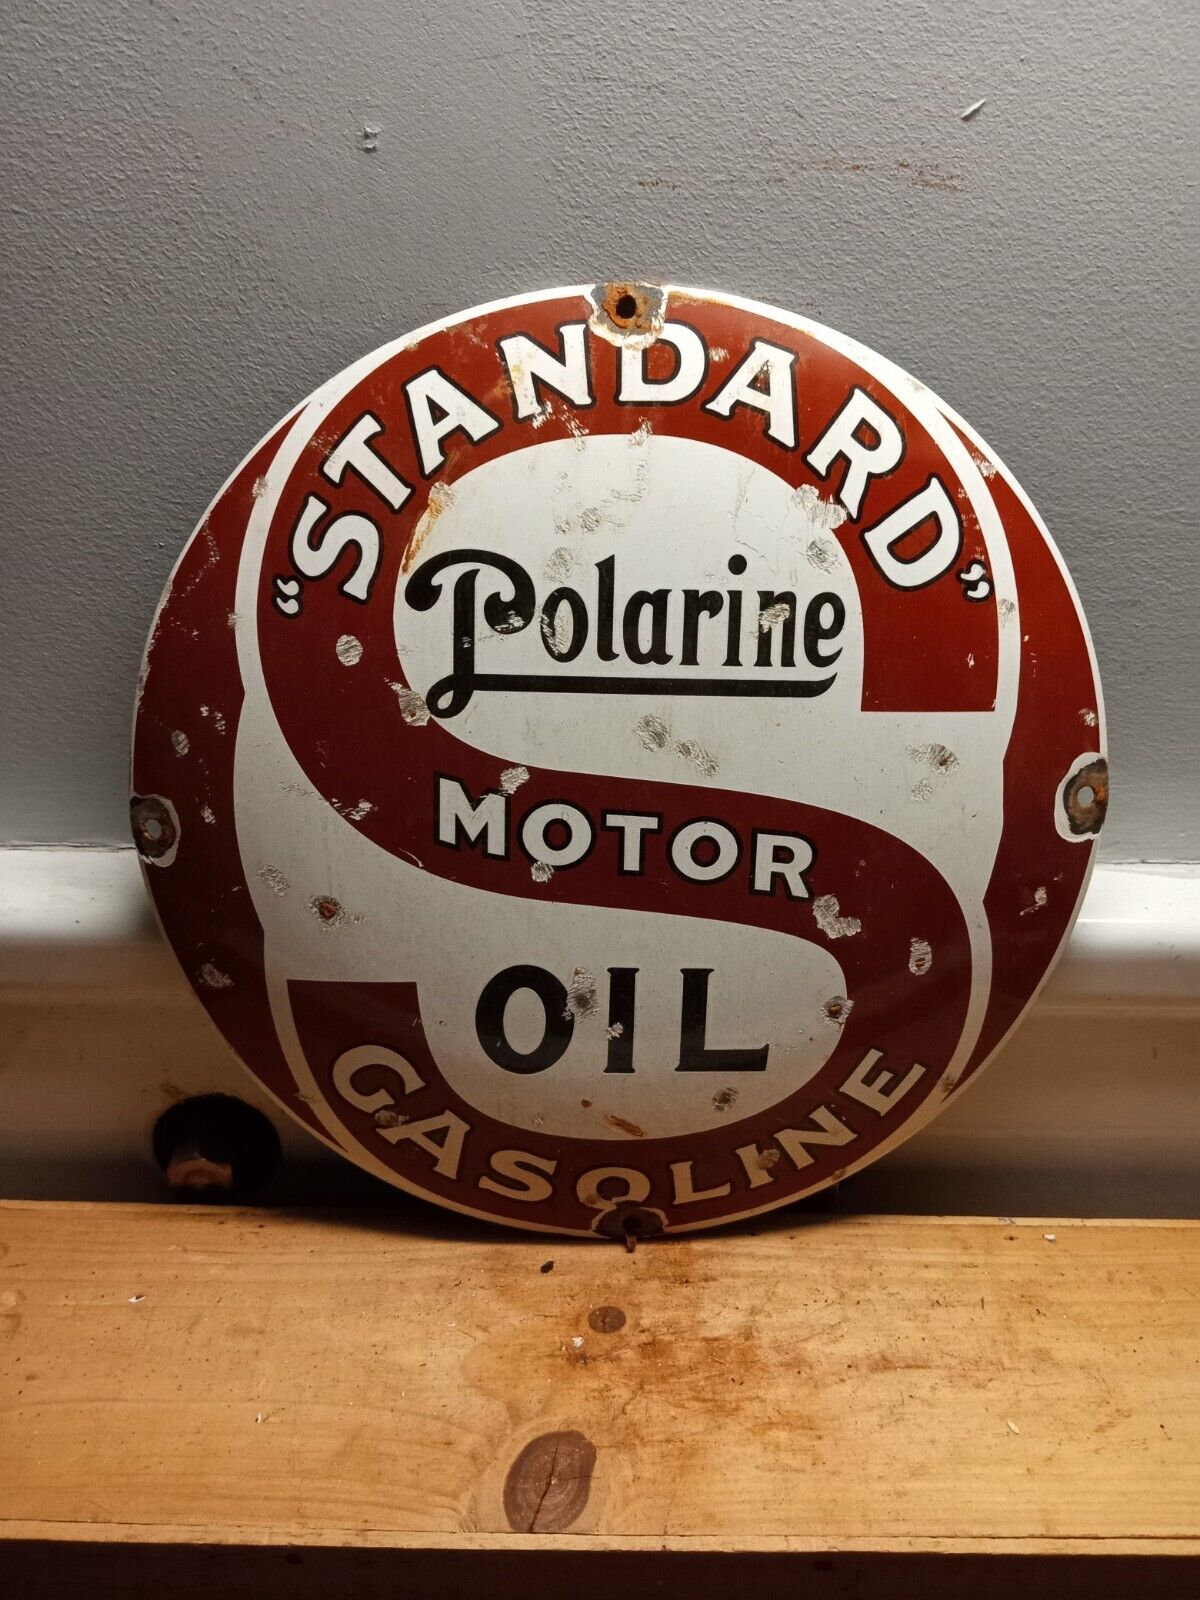 "STANDARD"
Polarine
MOTOR
OIL
GASOLINE